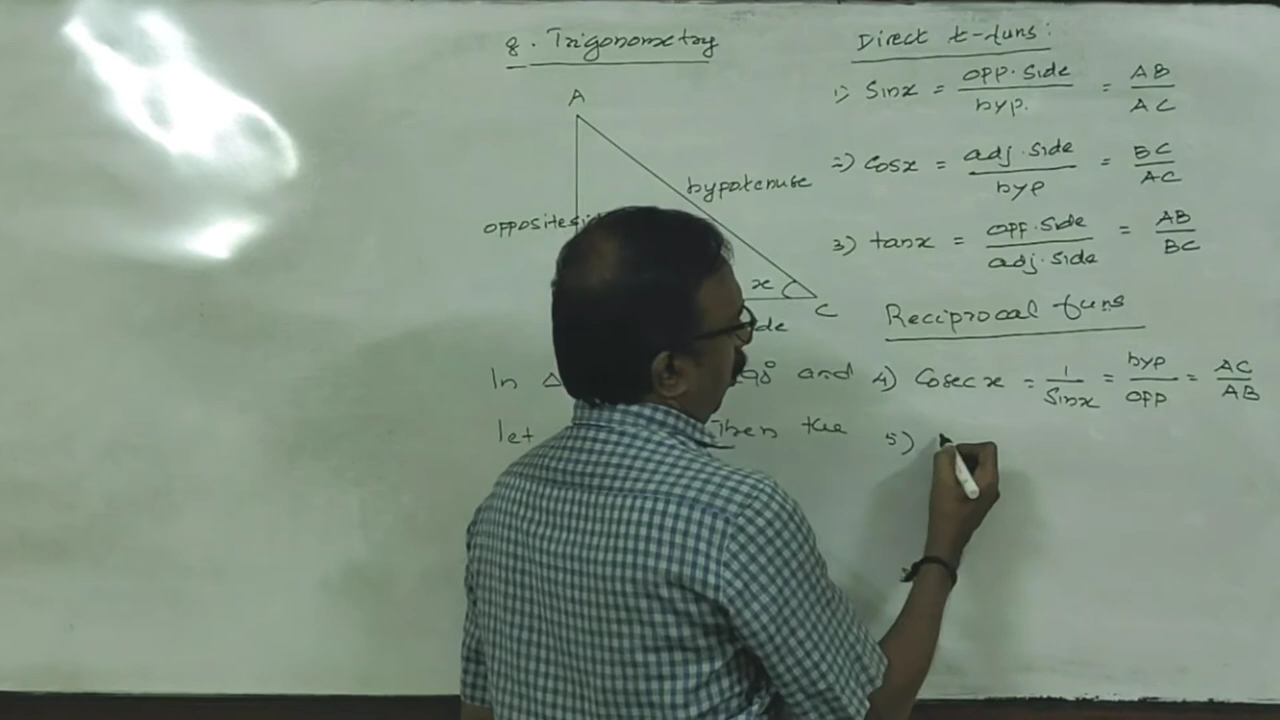 8. Trigonometry
A
hypotenuse
opposite
x
C
de
In Δ 90° and
let Then the
Direct t-funs:
1) Sinx = opp. side / hyp. = AB / AC
2) Cosx = adj. side / hyp = BC / AC
3) tanx = opp. side / adj. side = AB / BC
Reciprocal funs
4) Cosec x = 1 / Sinx = hyp / opp = AC / AB
5)